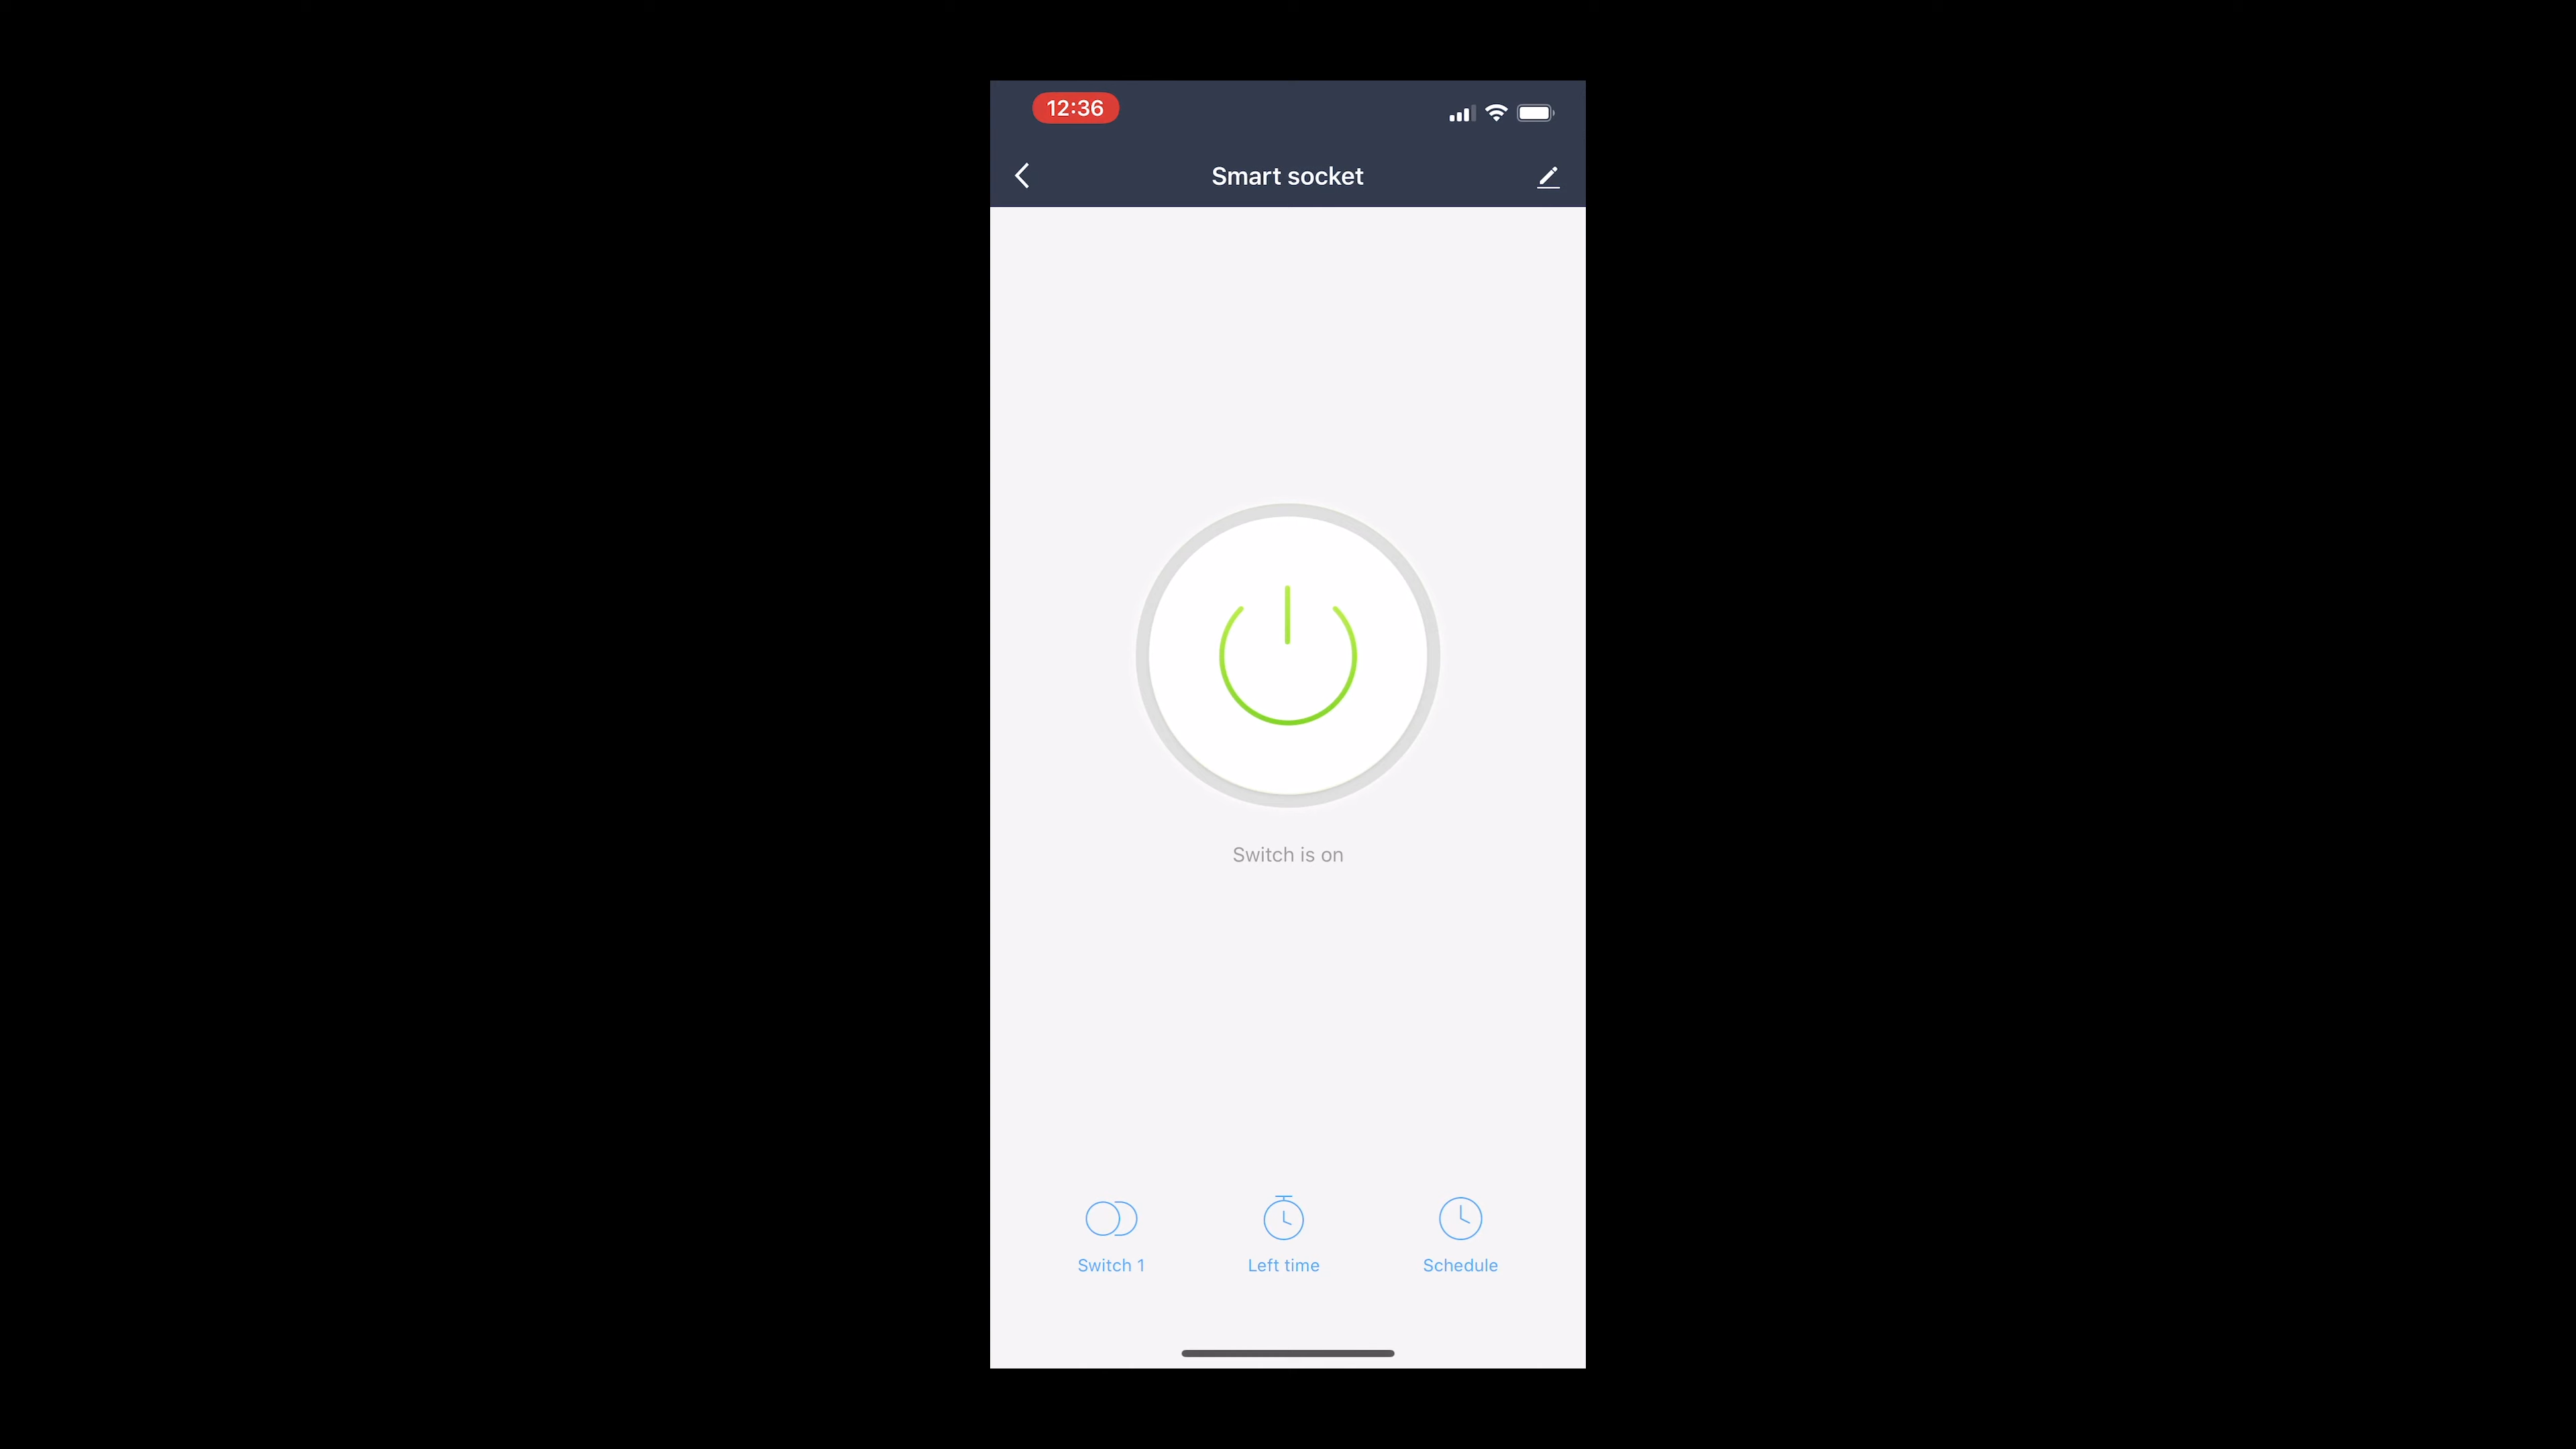 12:36
Smart socket
Switch is on
Switch 1
Left time
Schedule